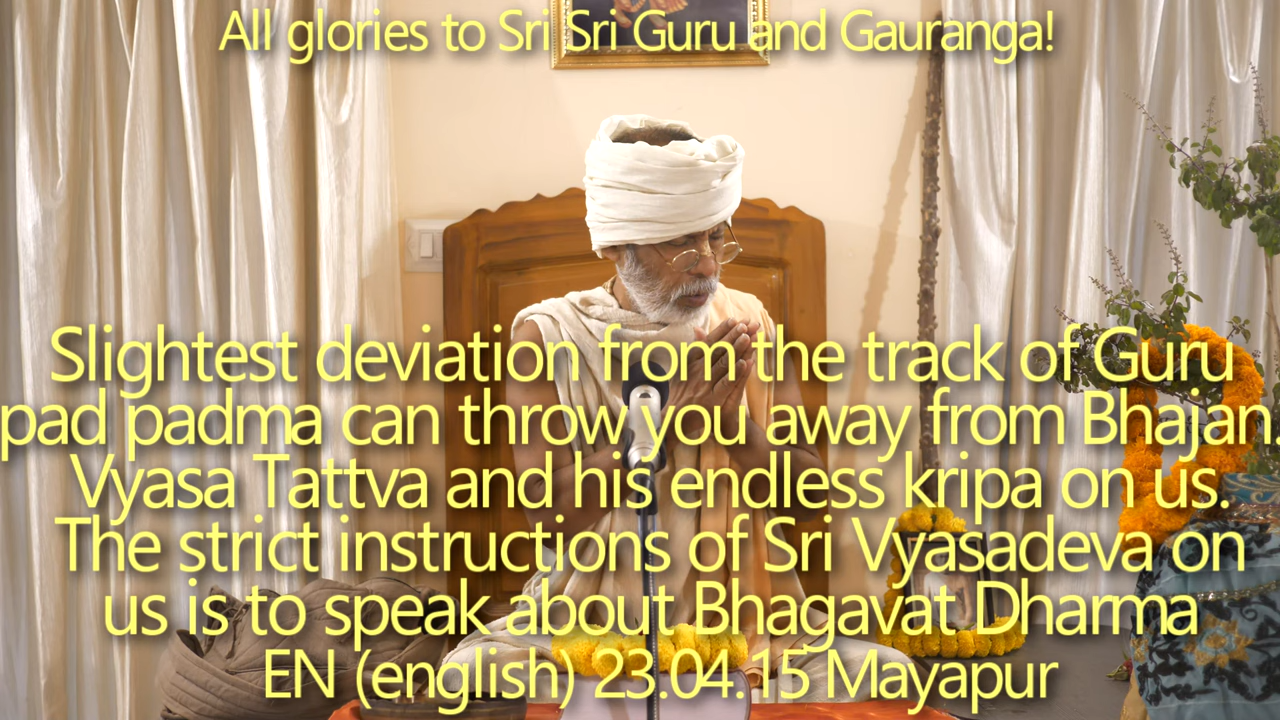 All glories to Sri Sri Guru and Gauranga!
Slightest deviation from the track of Guru
pad padma can throw you away from Bhajan.
Vyasa Tattva and his endless kripa on us.
The strict instructions of Sri Vyasadeva on
us is to speak about Bhagavat Dharma
EN (english) 23.04.15 Mayapur